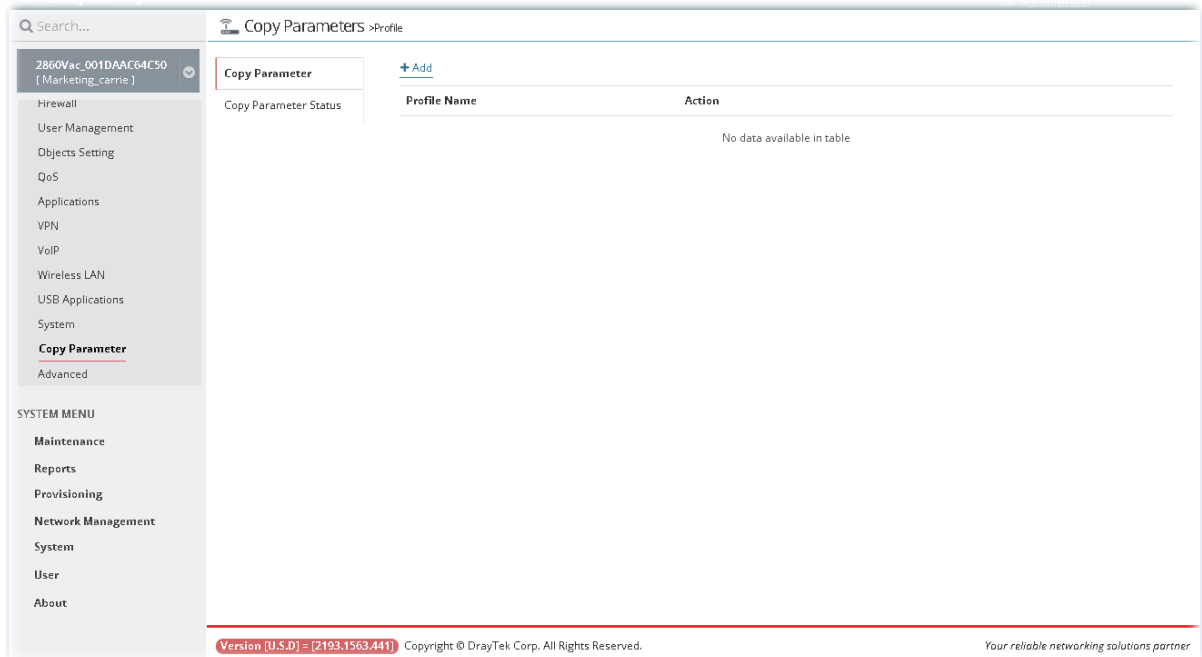 Administrator
Search...
Copy Parameters >Profile
2860Vac_001DAAC64C50
( Marketing_carrie )
Firewall
User Management
Objects Setting
QoS
Applications
VPN
VoIP
Wireless LAN
USB Applications
System
Copy Parameter
Advanced
SYSTEM MENU
Maintenance
Reports
Provisioning
Network Management
System
User
About
Copy Parameter
Copy Parameter Status
+ Add
Profile Name Action
No data available in table
Version [U.S.D] = [2193.1563.441] Copyright © DrayTek Corp. All Rights Reserved.
Your reliable networking solutions partner